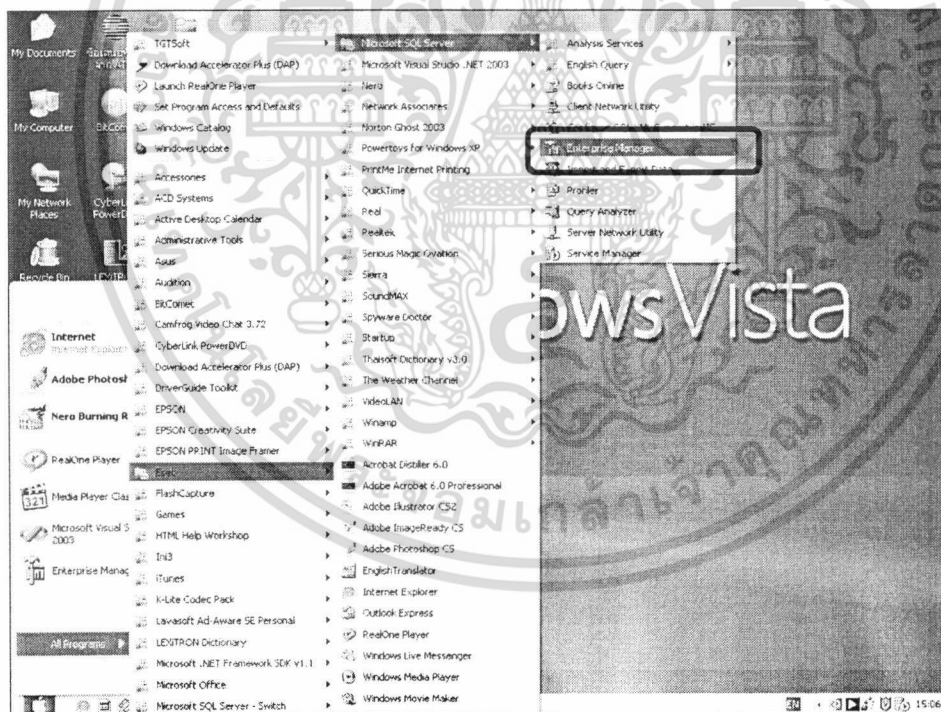 My Documents
My Computer
My Network
Places
Recycle Bin
Internet
Internet Explor
Adobe Photosh
Nero Burning R
RealOne Player
Media Player Clas
Microsoft Visual S
2003
Enterprise Manag
All Programs
TGTSoft
Download Accelerator Plus (DAP)
Launch RealOne Player
Set Program Access and Defaults
Windows Catalog
Windows Update
Accessories
ACD Systems
Active Desktop Calendar
Administrative Tools
Asus
Audition
BitComet
Camfrog Video Chat 3.72
CyberLink PowerDVD
Download Accelerator Plus (DAP)
DriverGuide Toolkit
EPSON
EPSON Creativity Suite
EPSON PRINT Image Framer
FlashCapture
Games
HTML Help Workshop
Ini3
iTunes
K-Lite Codec Pack
Lavasoft Ad-Aware SE Personal
LEXiTRON Dictionary
Microsoft .NET Framework SDK v1.1
Microsoft Office
Microsoft SQL Server - Switch
Microsoft SQL Server
Microsoft Visual Studio .NET 2003
Nero
Network Associates
Norton Ghost 2003
Powertoys for Windows XP
PrintMe Internet Printing
QuickTime
Real
Realtek
Serious Magic Ovation
Sierra
SoundMAX
Spyware Doctor
Startup
Thaisoft Dictionary v3.0
The Weather Channel
VideoLAN
Winamp
WinRAR
Acrobat Distiller 6.0
Adobe Acrobat 6.0 Professional
Adobe Illustrator CS2
Adobe ImageReady CS
Adobe Photoshop CS
English Translator
Internet Explorer
Outlook Express
RealOne Player
Windows Live Messenger
Windows Media Player
Windows Movie Maker
Analysis Services
English Query
Books Online
Client Network Utility
Enterprise Manager
Import and Export Data
Profiler
Query Analyzer
Server Network Utility
Service Manager
owsVista
EN
15:06